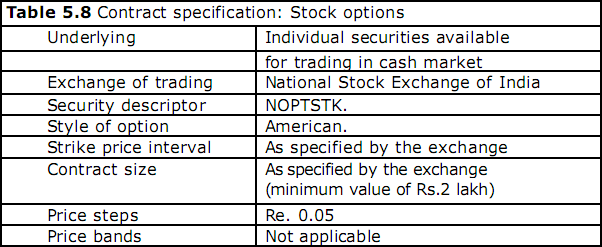 Table 5.8 Contract specification: Stock options
Underlying Individual securities available
for trading in cash market
Exchange of trading National Stock Exchange of India
Security descriptor NOPTSTK.
Style of option American.
Strike price interval As specified by the exchange
Contract size As specified by the exchange
(minimum value of Rs.2 lakh)
Price steps Re. 0.05
Price bands Not applicable